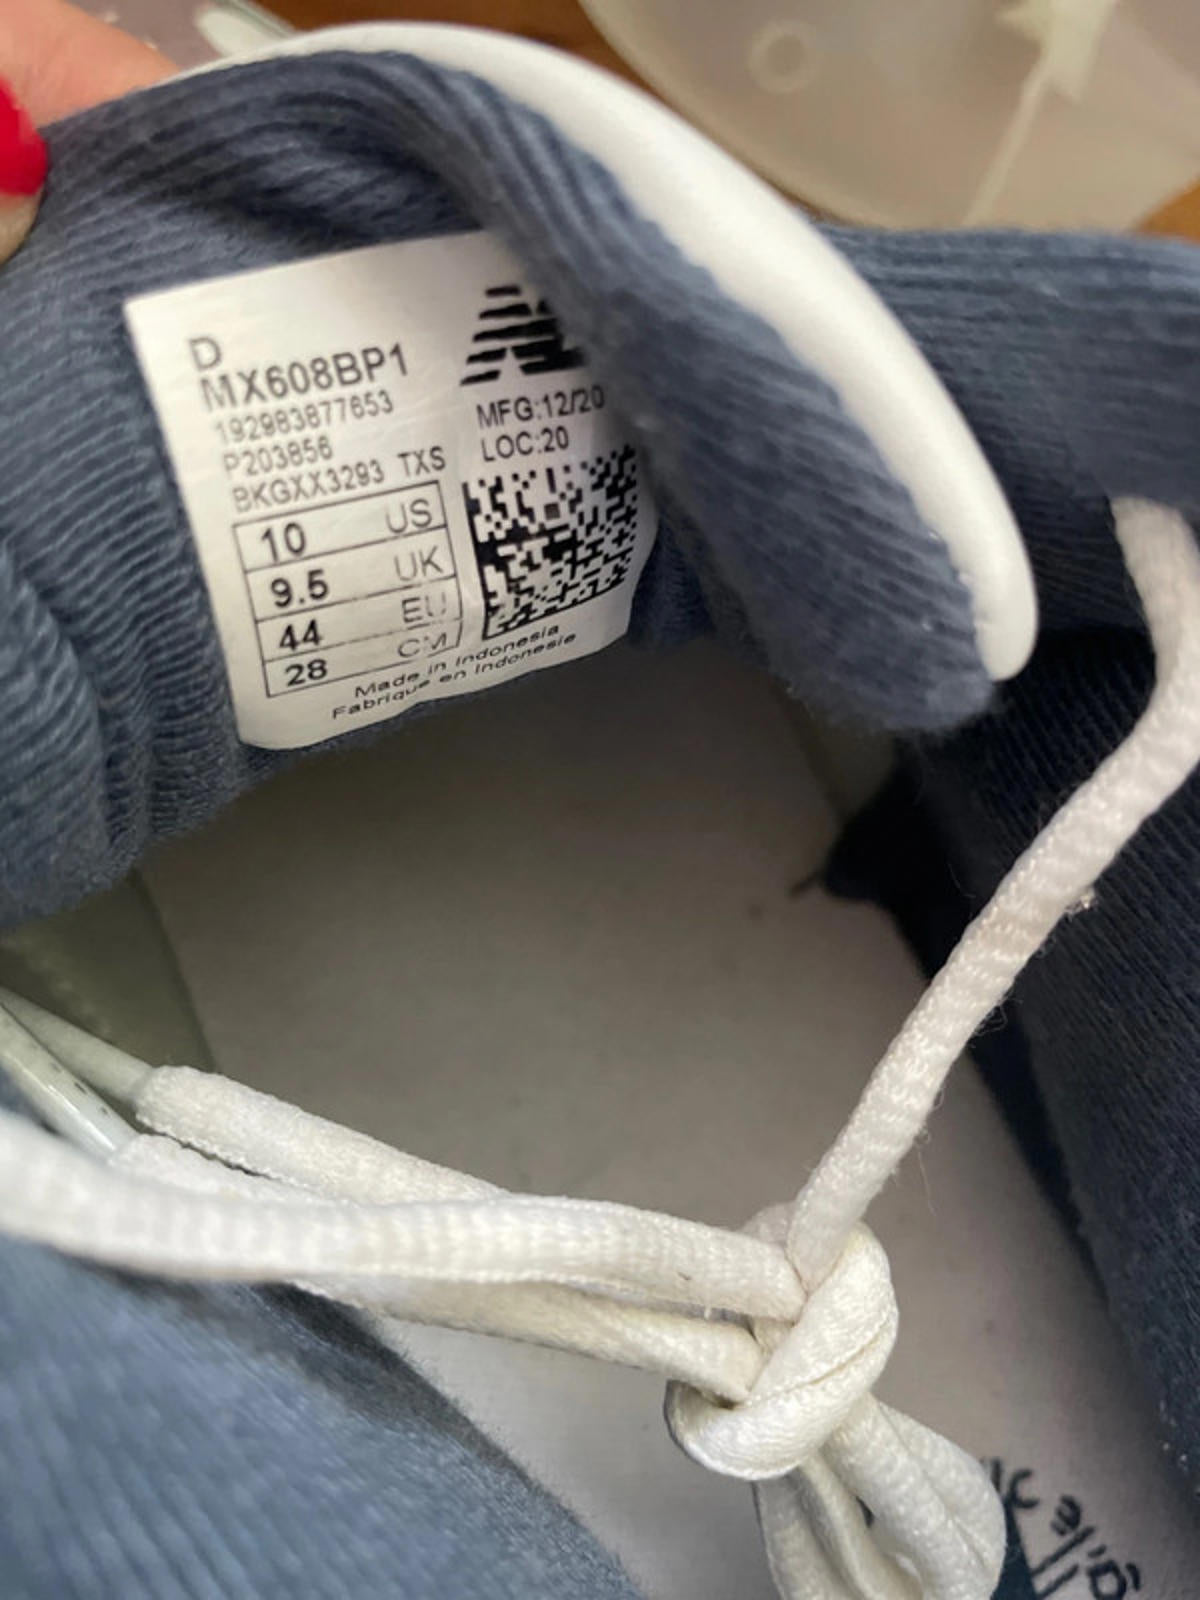 D
MX608BP1
192983877653
P203856
BKGXX3293 TXS
MFG:12/20
LOC:20
10 US
9.5 UK
44 EU
28 CM
Made in Indonesia
Fabriqué en Indonesie